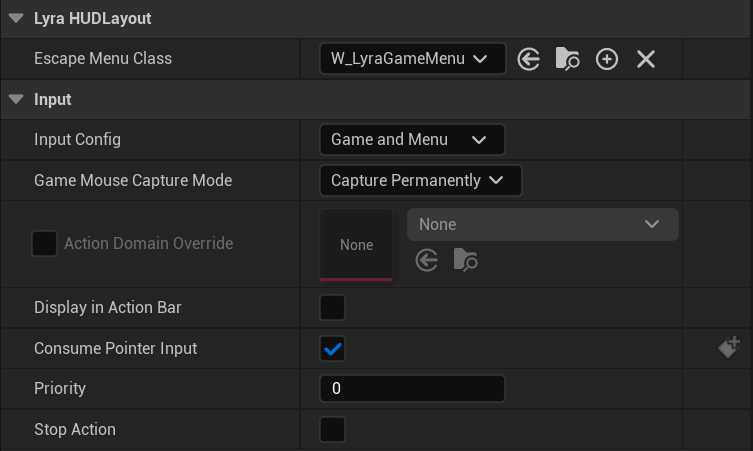 Lyra HUDLayout
Escape Menu Class W_LyraGameMenu
Input
Input Config Game and Menu
Game Mouse Capture Mode Capture Permanently
Action Domain Override None None
Display in Action Bar
Consume Pointer Input
Priority 0
Stop Action